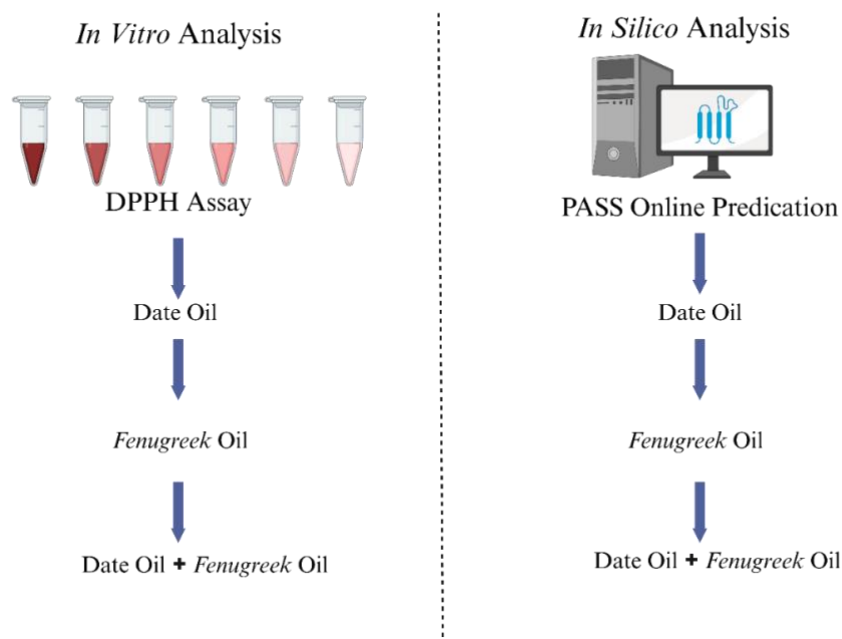 In Vitro Analysis
DPPH Assay
Date Oil
Fenugreek Oil
Date Oil + Fenugreek Oil
In Silico Analysis
PASS Online Predication
Date Oil
Fenugreek Oil
Date Oil + Fenugreek Oil